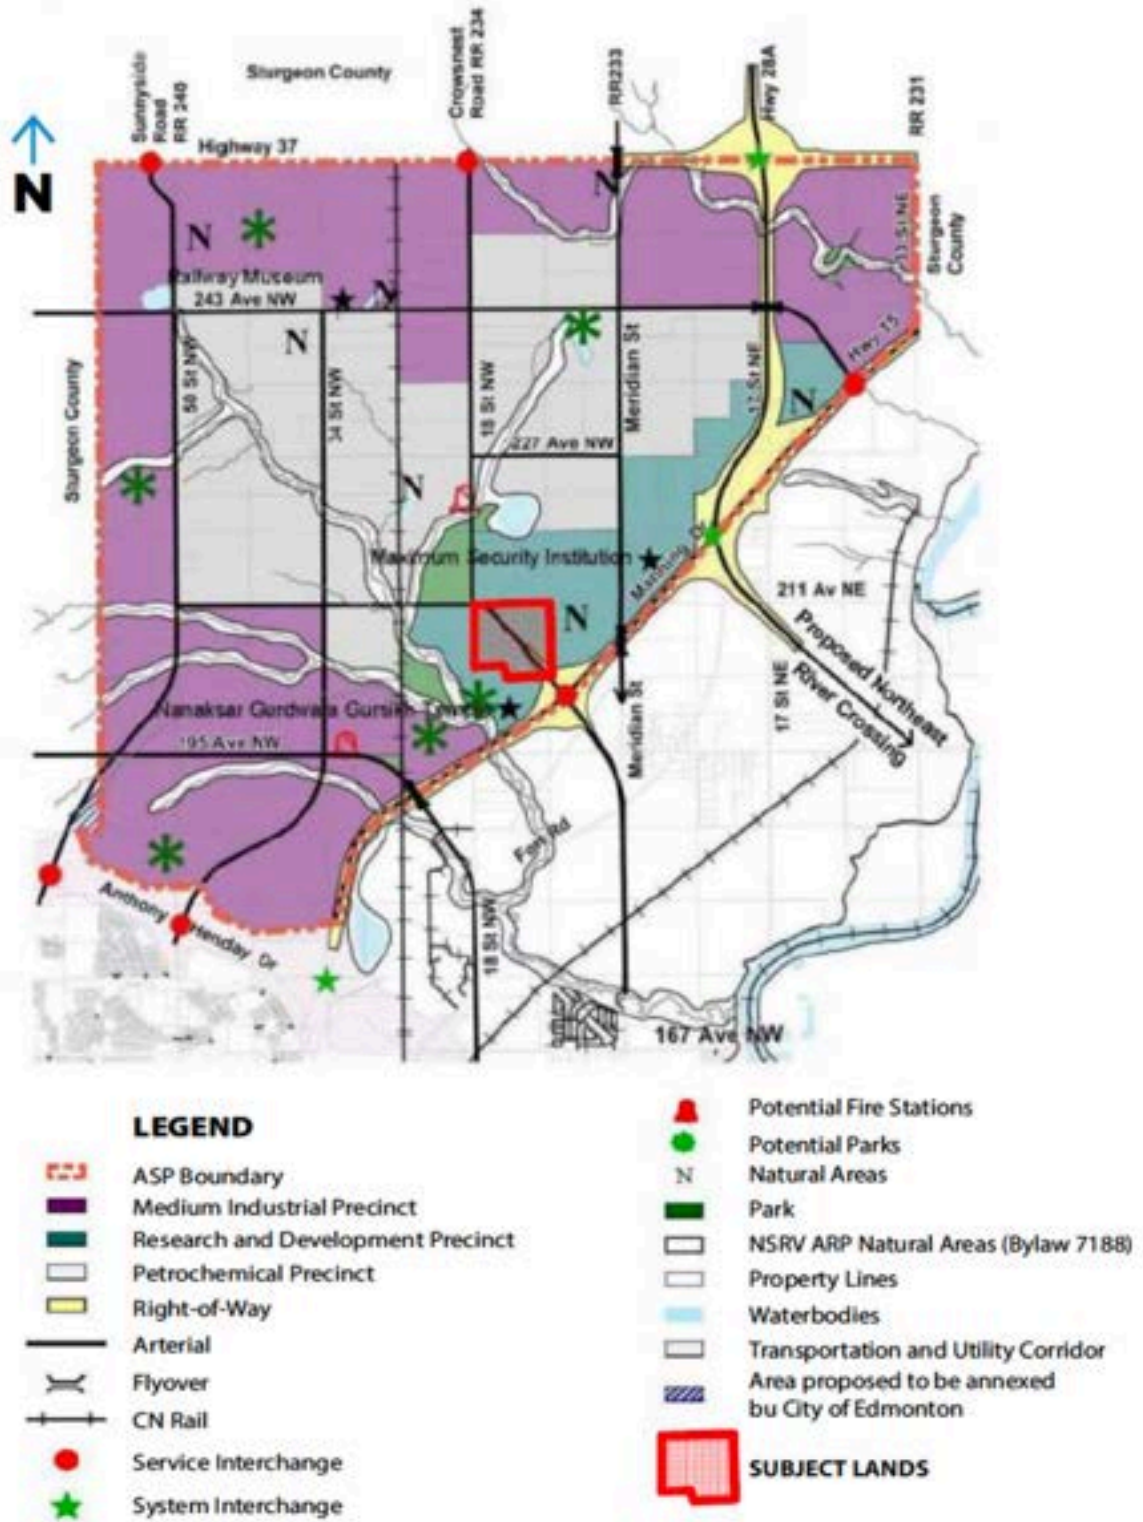 Sturgeon County
Sunnyside
Road
RR 240
Crowsnest
Road RR 234
RR233
Hwy 28A
RR 231
N
Highway 37
N
N
33 St NE
Sturgeon
County
Railway Museum
243 Ave NW
N
N
Hwy 15
Sturgeon County
50 St NW
34 St NW
18 St NW
Meridian St
17 St NE
N
227 Ave NW
N
Maximum Security Institution
Manning Dr
211 Av NE
N
Proposed Northeast
River Crossing
Nanaksar Gurdwara Gursikh Temple
195 Ave NW
Meridian St
17 St NE
Fort Rd
Anthony Henday Dr
18 St NW
167 Ave NW
LEGEND
ASP Boundary
Medium Industrial Precinct
Research and Development Precinct
Petrochemical Precinct
Right-of-Way
Arterial
Flyover
CN Rail
Service Interchange
System Interchange
Potential Fire Stations
Potential Parks
N Natural Areas
Park
NSRV ARP Natural Areas (Bylaw 7188)
Property Lines
Waterbodies
Transportation and Utility Corridor
Area proposed to be annexed
bu City of Edmonton
SUBJECT LANDS